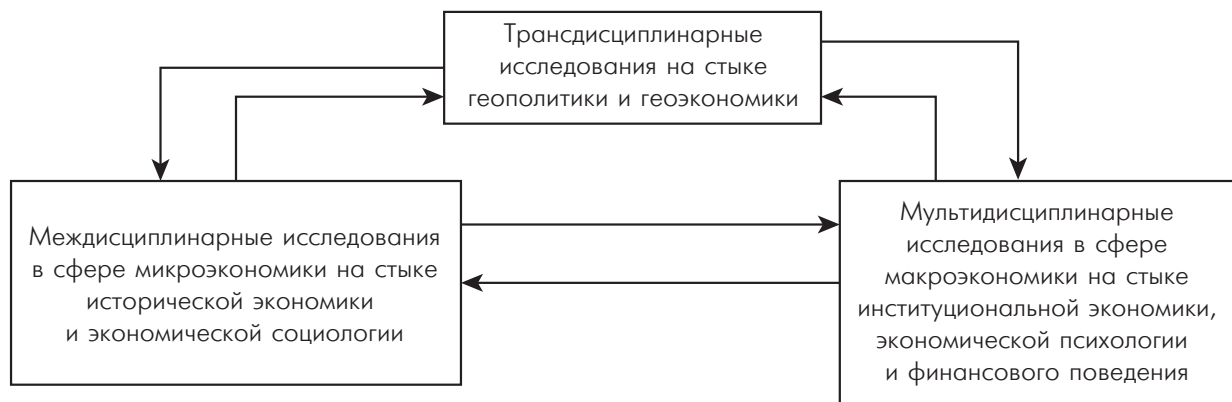 Трансдисциплинарные
исследования на стыке
геополитики и геоэкономики
Междисциплинарные исследования
в сфере микроэкономики на стыке
исторической экономики
и экономической социологии
Мультидисциплинарные
исследования в сфере
макроэкономики на стыке
институциональной экономики,
экономической психологии
и финансового поведения